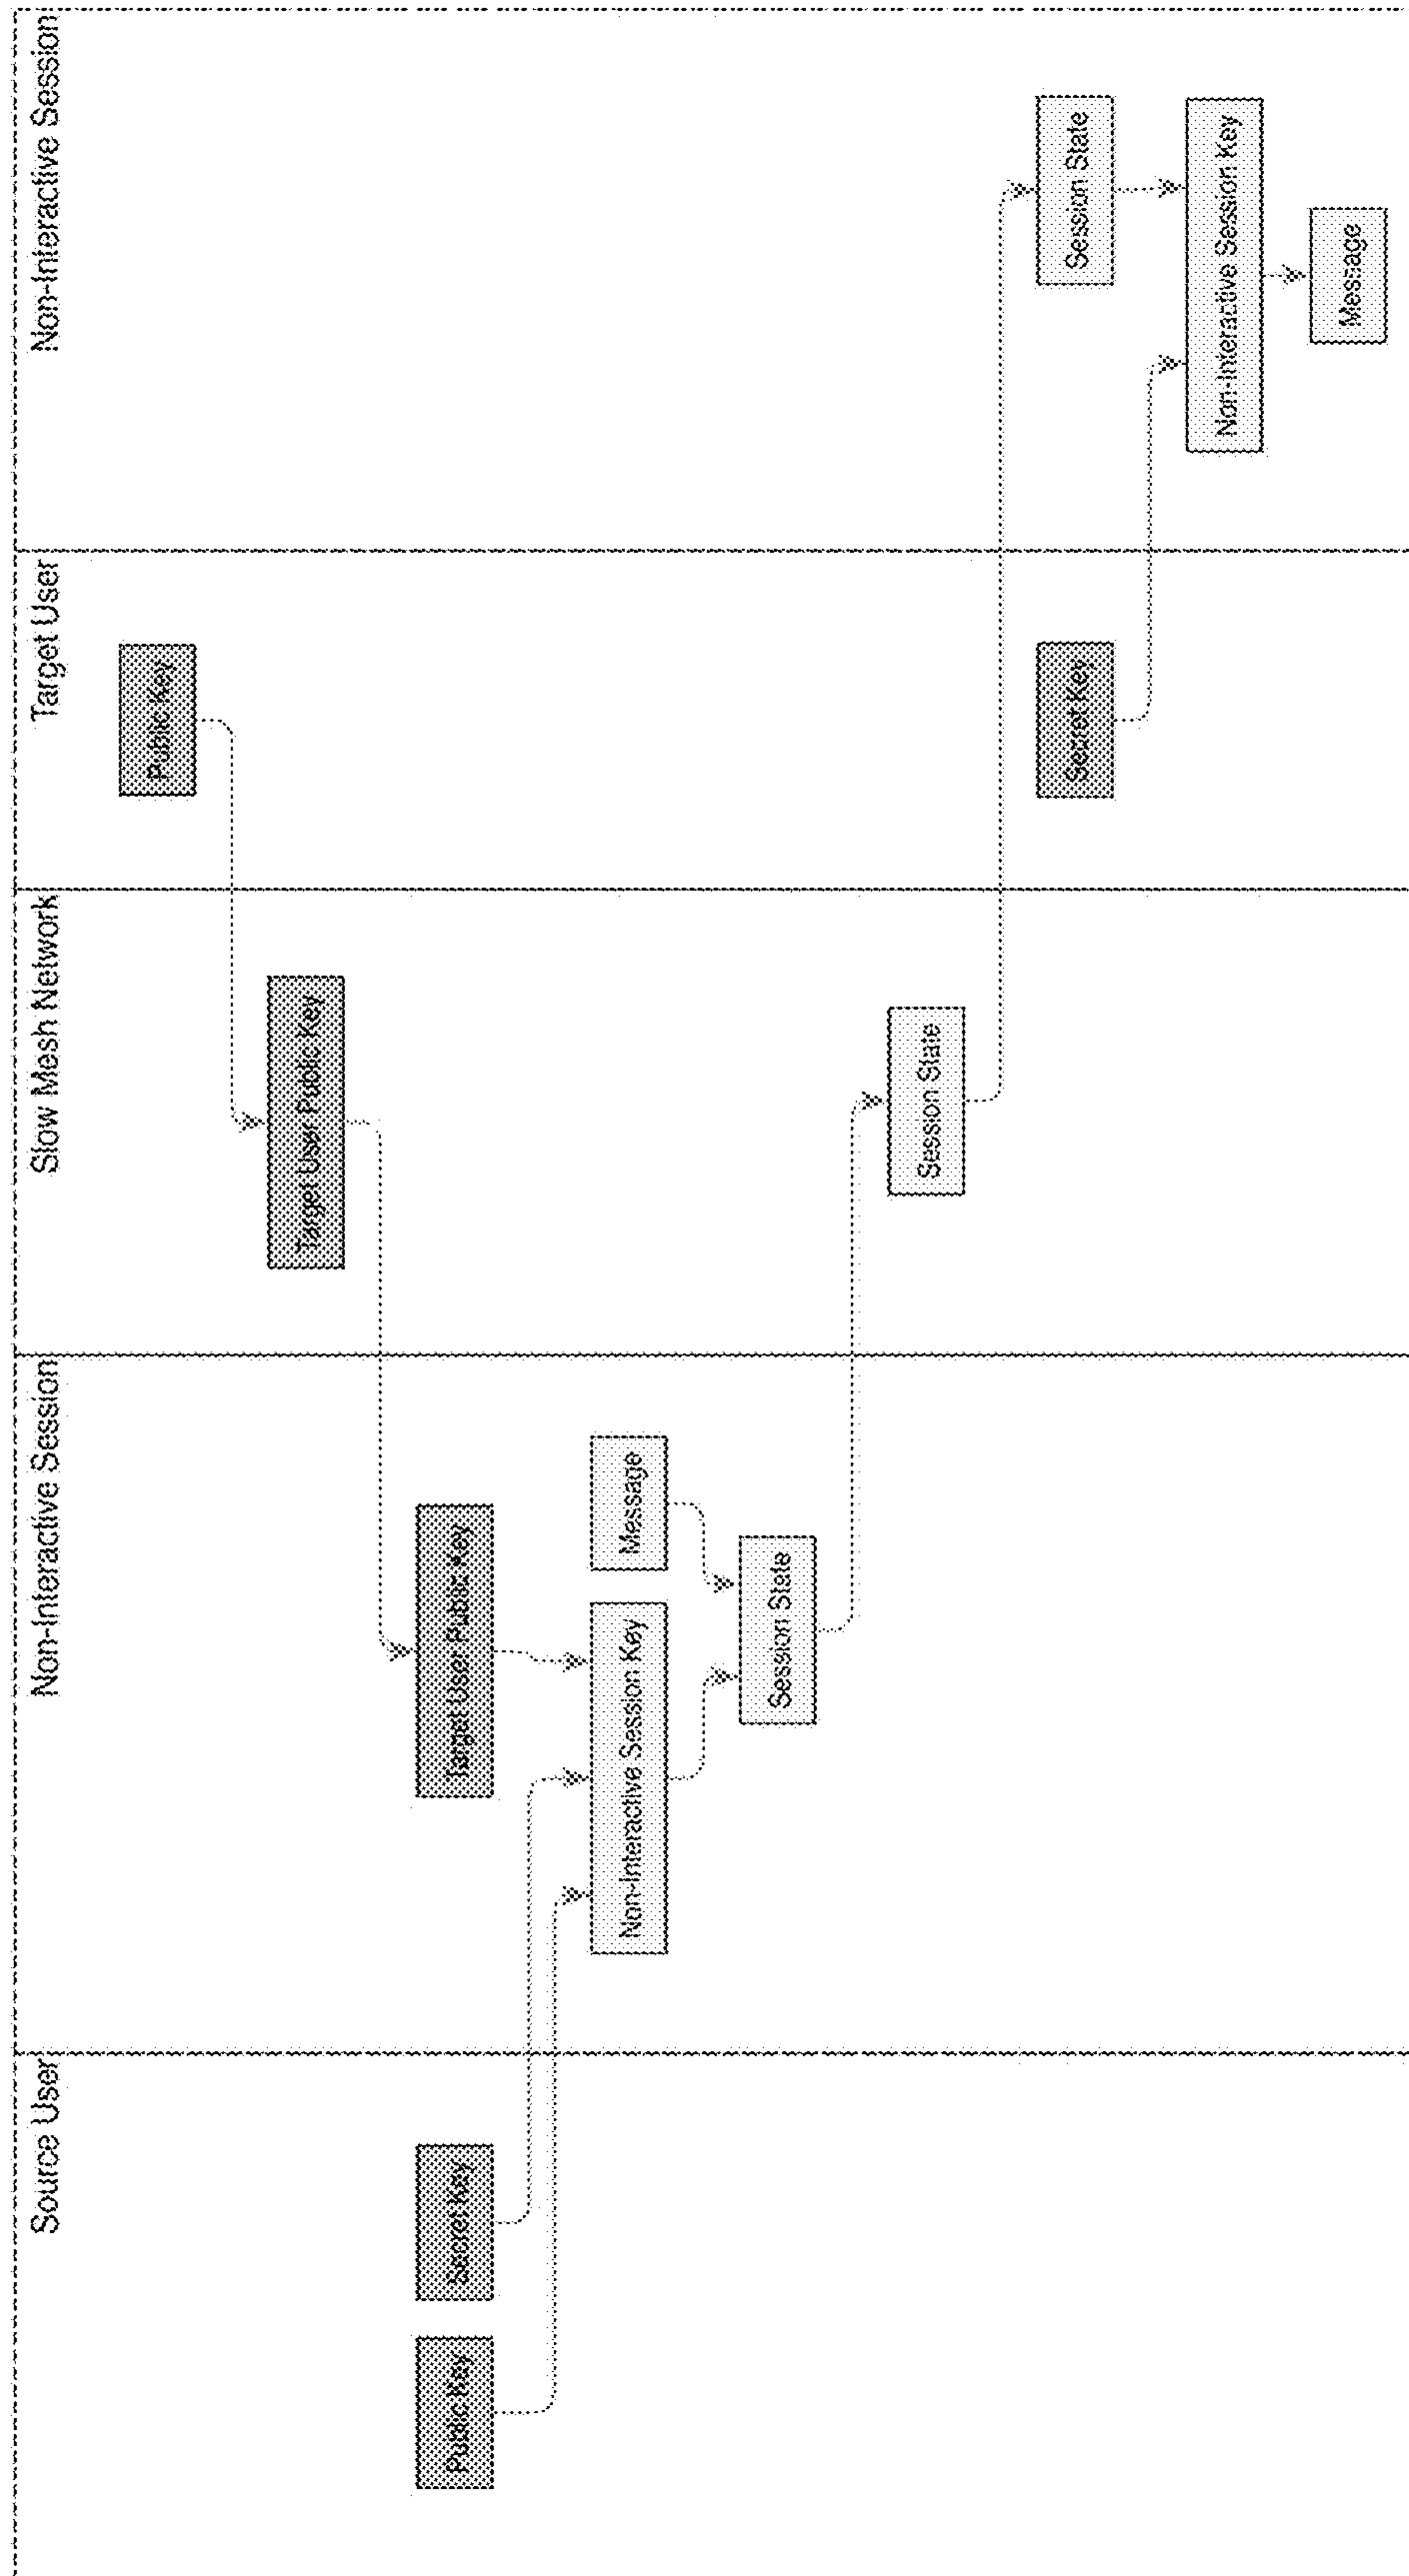 Source User
Non-Interactive Session
Slow Mesh Network
Target User
Non-Interactive Session
Public Key
Target User Public Key
Public Key
Secret Key
Target User Public Key
Non-Interactive Session Key
Message
Session State
Session State
Secret Key
Session State
Non-Interactive Session Key
Message